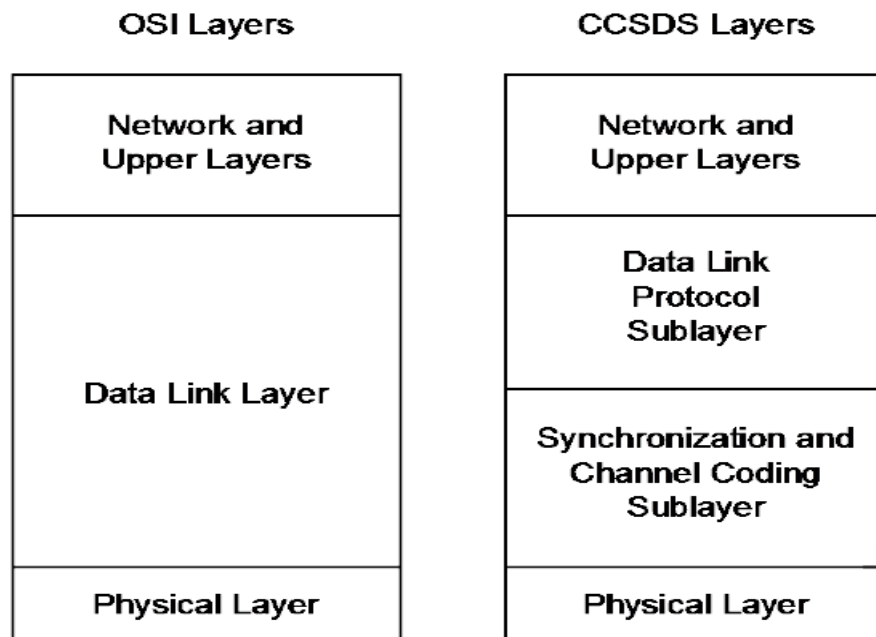 OSI Layers
Network and
Upper Layers
Data Link Layer
Physical Layer
CCSDS Layers
Network and
Upper Layers
Data Link
Protocol
Sublayer
Synchronization and
Channel Coding
Sublayer
Physical Layer